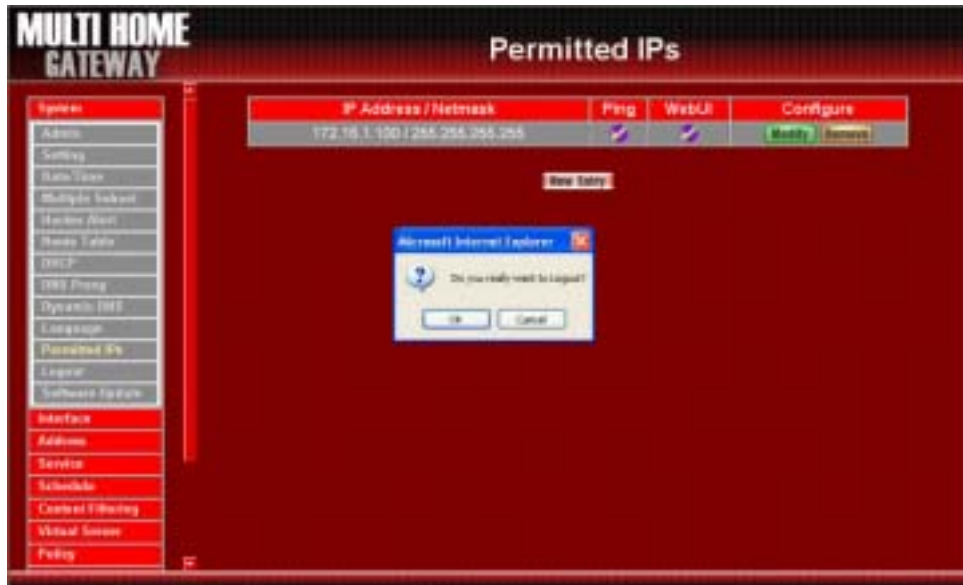 MULTI HOME
GATEWAY
Permitted IPs
System
Admin
Setting
Date/Time
Multiple Subnet
Hacker Alert
Route Table
DHCP
DNS Proxy
Dynamic DNS
Language
Permitted IPs
Logout
Software Update
Interface
Address
Service
Schedule
Content Filtering
Virtual Server
Policy
IP Address / Netmask Ping WebUI Configure
172.16.1.100 / 255.255.255.255 Modify Remove
New Entry
Microsoft Internet Explorer
Do you really want to Logout?
OK Cancel